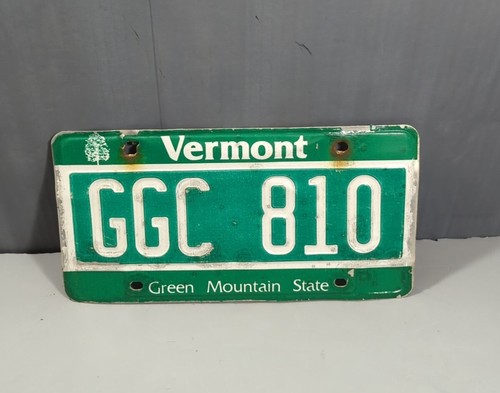 Vermont
GGC 810
Green Mountain State